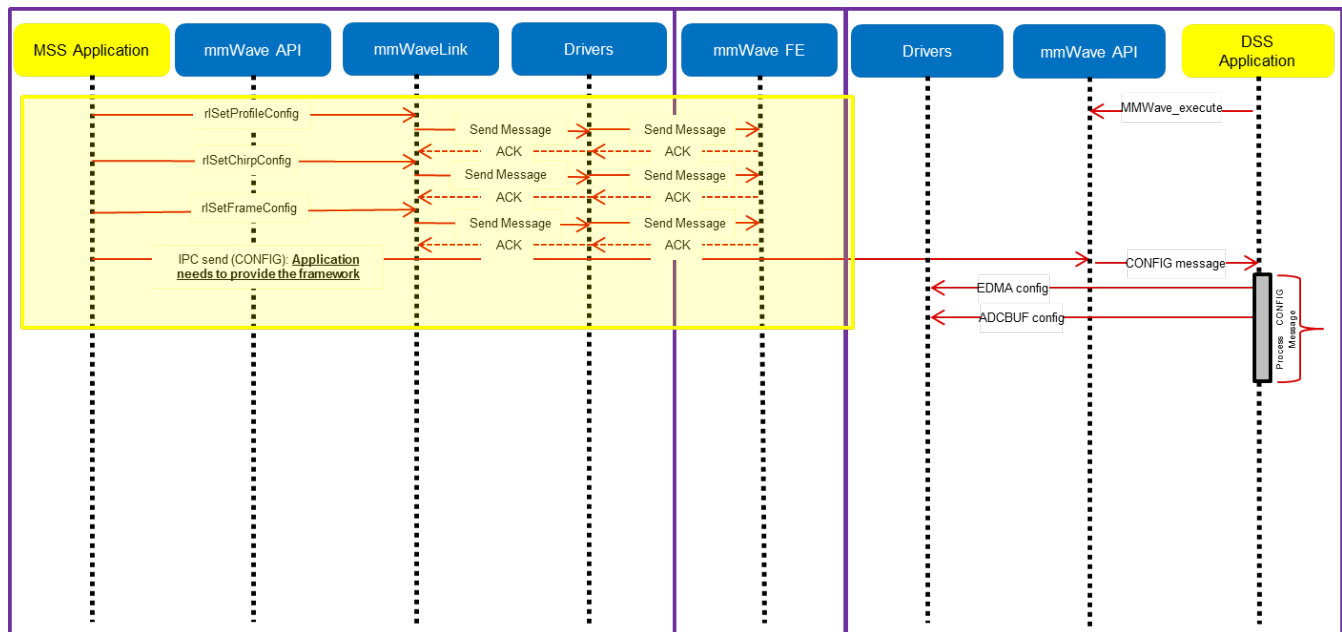 MSS Application
mmWave API
mmWaveLink
Drivers
mmWave FE
Drivers
mmWave API
DSS
Application
rlSetProfileConfig
MMWave_execute
Send Message
Send Message
ACK
ACK
rlSetChirpConfig
Send Message
Send Message
ACK
ACK
rlSetFrameConfig
Send Message
Send Message
ACK
ACK
IPC send (CONFIG): Application
needs to provide the framework
CONFIG message
EDMA config
ADCBUF config
Process CONFIG
Message